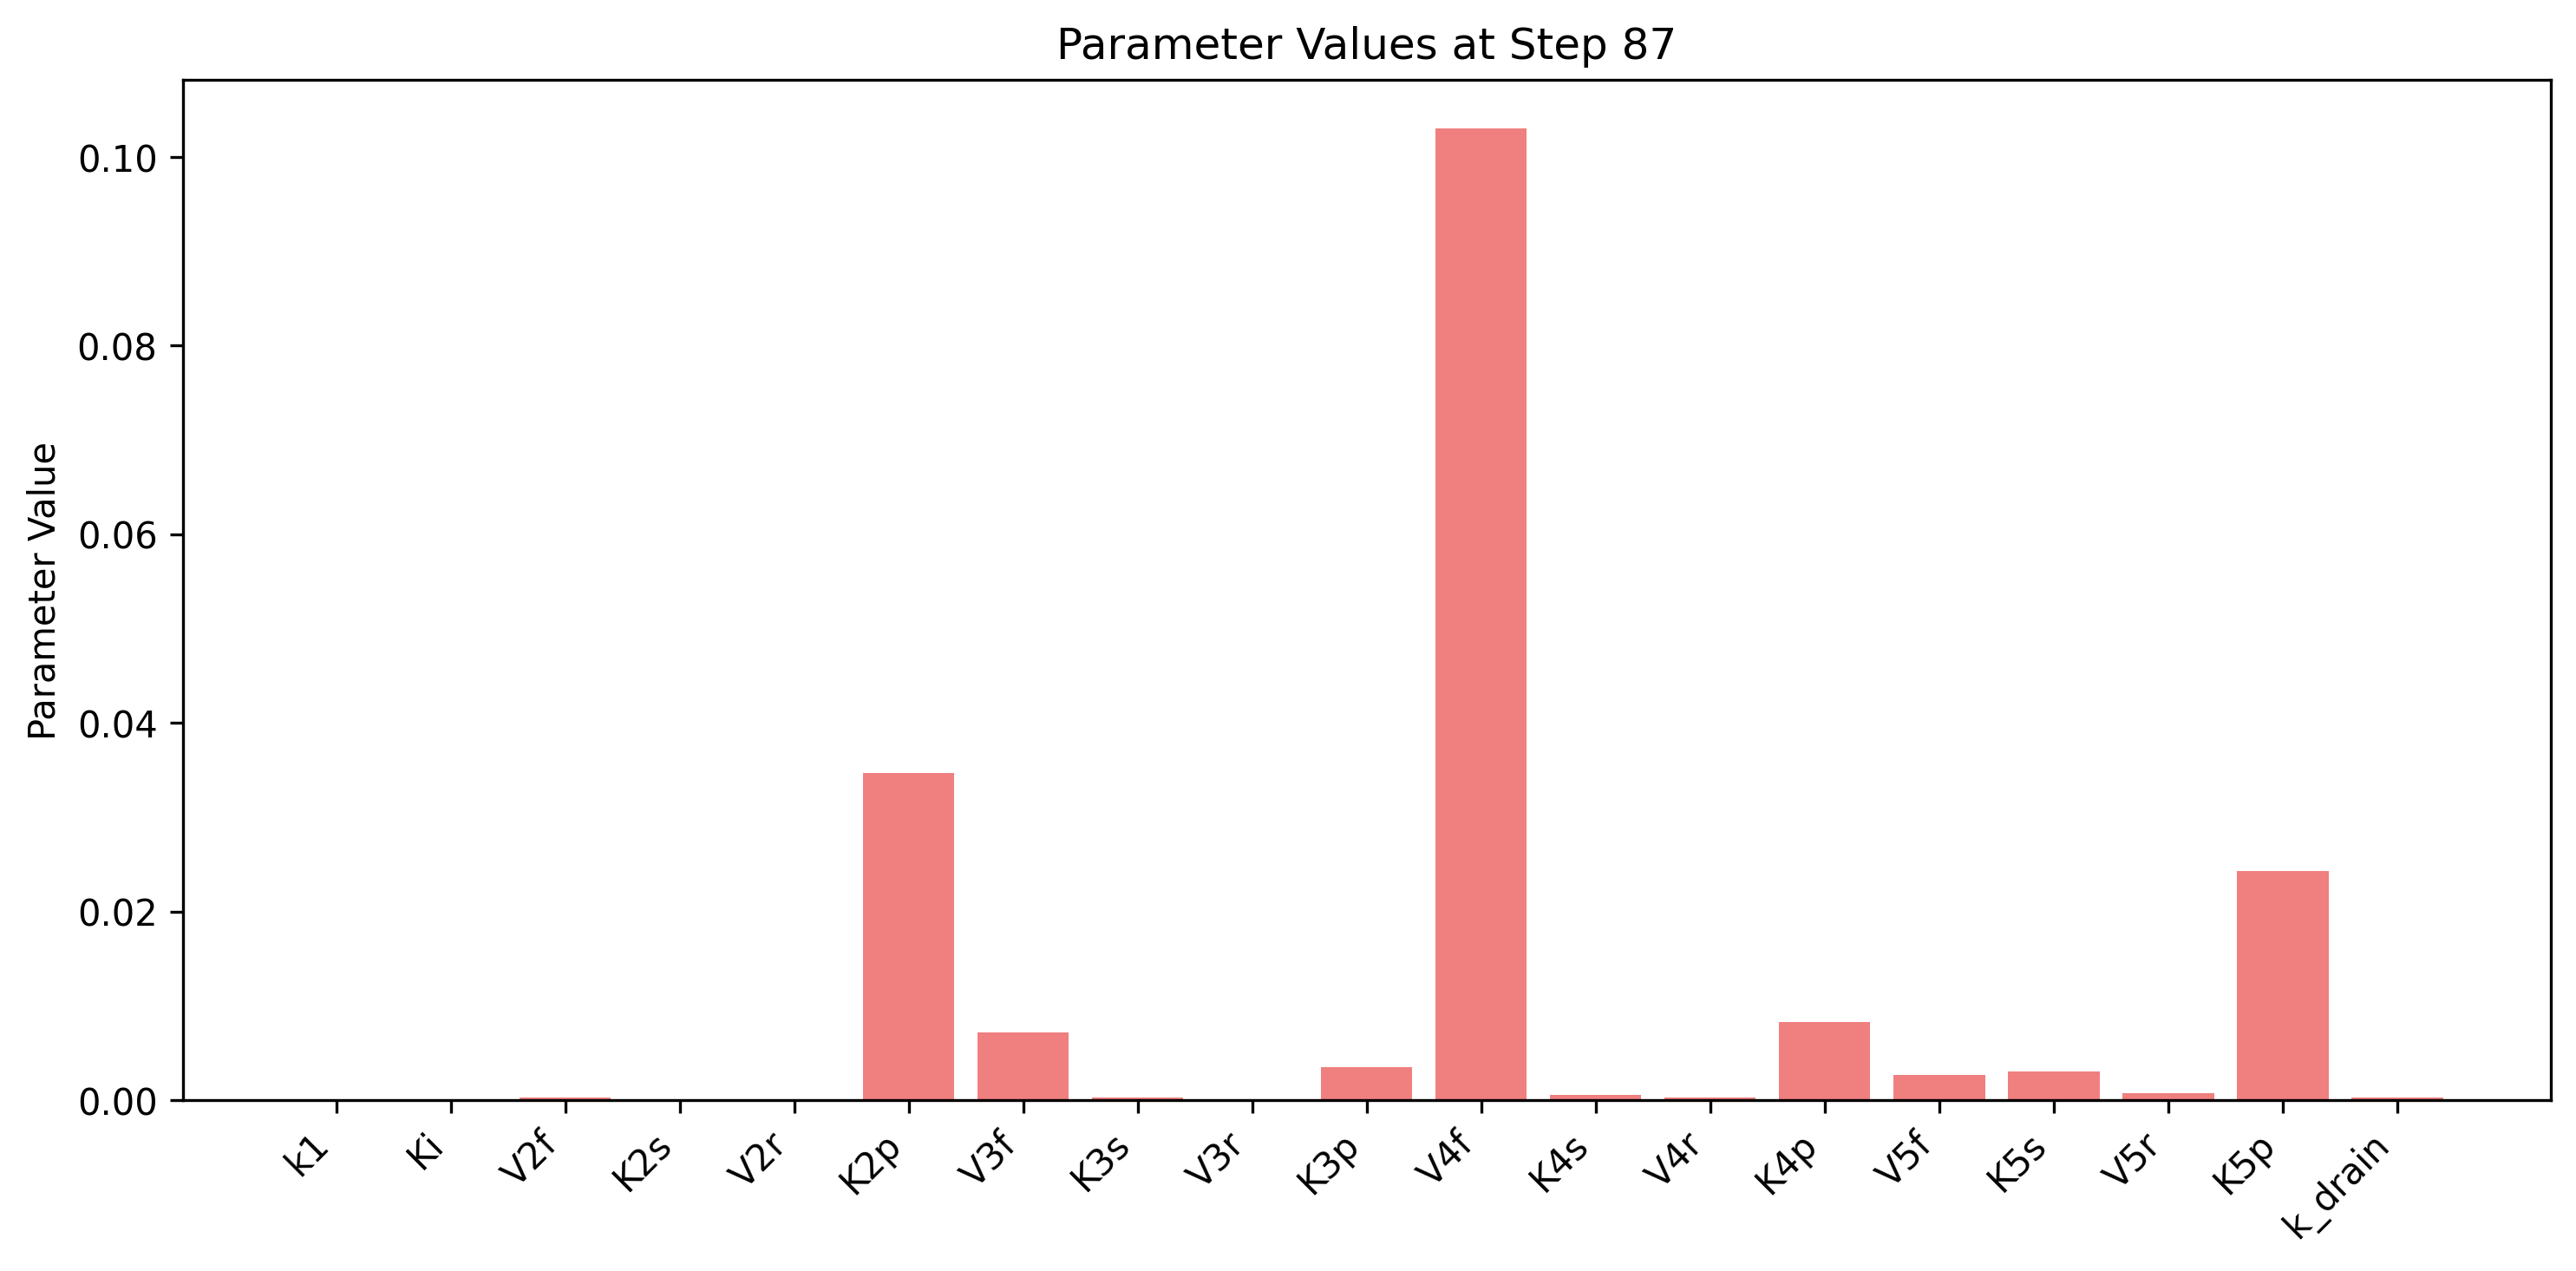 Parameter Values at Step 87
Parameter Value
0.10
0.08
0.06
0.04
0.02
0.00
k1
Ki
V2f
K2s
V2r
K2p
V3f
K3s
V3r
K3p
V4f
K4s
V4r
K4p
V5f
K5s
V5r
K5p
k_drain